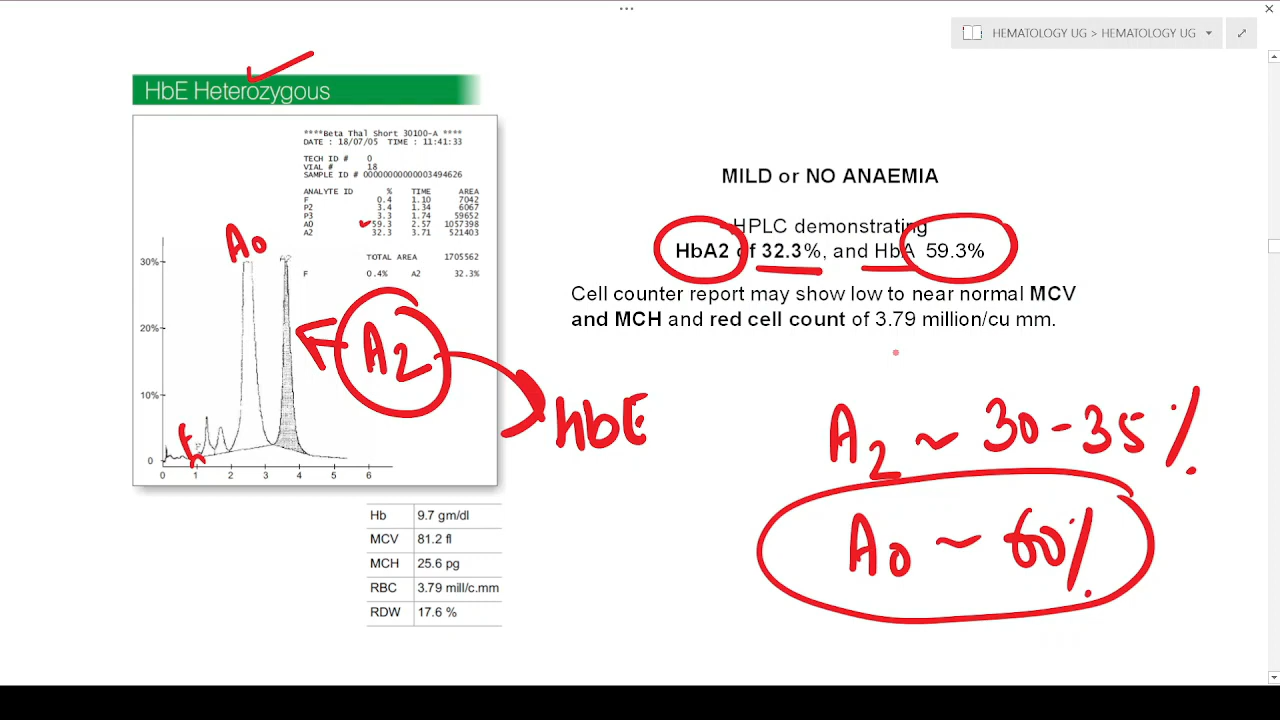 HEMATOLOGY UG > HEMATOLOGY UG
HbE Heterozygous
****Beta Thal Short 30100-A ****
DATE : 18/07/05 TIME : 11:41:33
TECH ID # 0
VIAL # 18
SAMPLE ID # 0000000000003494626
ANALYTE ID % TIME AREA
F 0.4 1.10 7042
P2 3.4 1.34 6067
P3 3.3 1.74 59652
A0 59.3 2.57 1057398
A2 32.3 3.71 521403
TOTAL AREA 1705562
F 0.4% A2 32.3%
A0
30%
20%
10%
0
0 1 2 3 4 5 6
F
A2
hbE
Hb 9.7 gm/dl
MCV 81.2 fl
MCH 25.6 pg
RBC 3.79 mill/c.mm
RDW 17.6 %
MILD or NO ANAEMIA
HPLC demonstrating
HbA2 of 32.3%, and HbA 59.3%
Cell counter report may show low to near normal MCV
and MCH and red cell count of 3.79 million/cu mm.
A2 ~ 30-35%
A0 ~ 60%